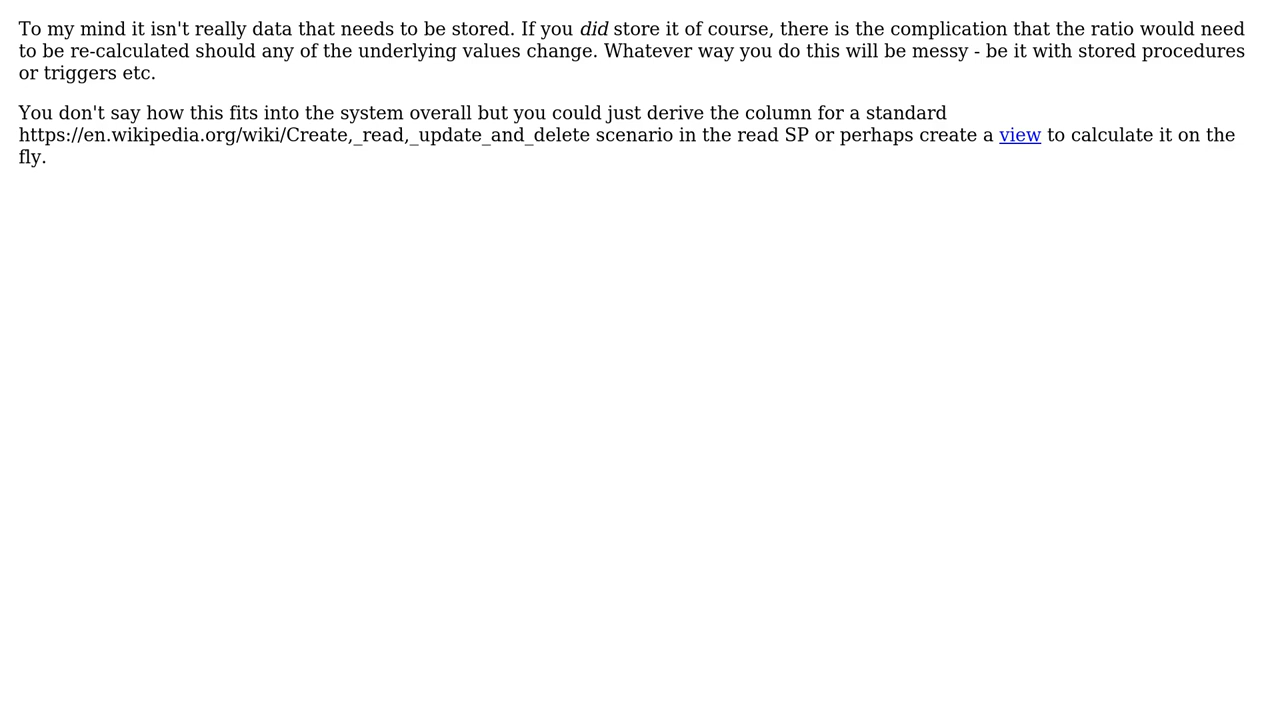 To my mind it isn't really data that needs to be stored. If you did store it of course, there is the complication that the ratio would need
to be re-calculated should any of the underlying values change. Whatever way you do this will be messy - be it with stored procedures
or triggers etc.
You don't say how this fits into the system overall but you could just derive the column for a standard
https://en.wikipedia.org/wiki/Create,_read,_update_and_delete scenario in the read SP or perhaps create a view to calculate it on the
fly.